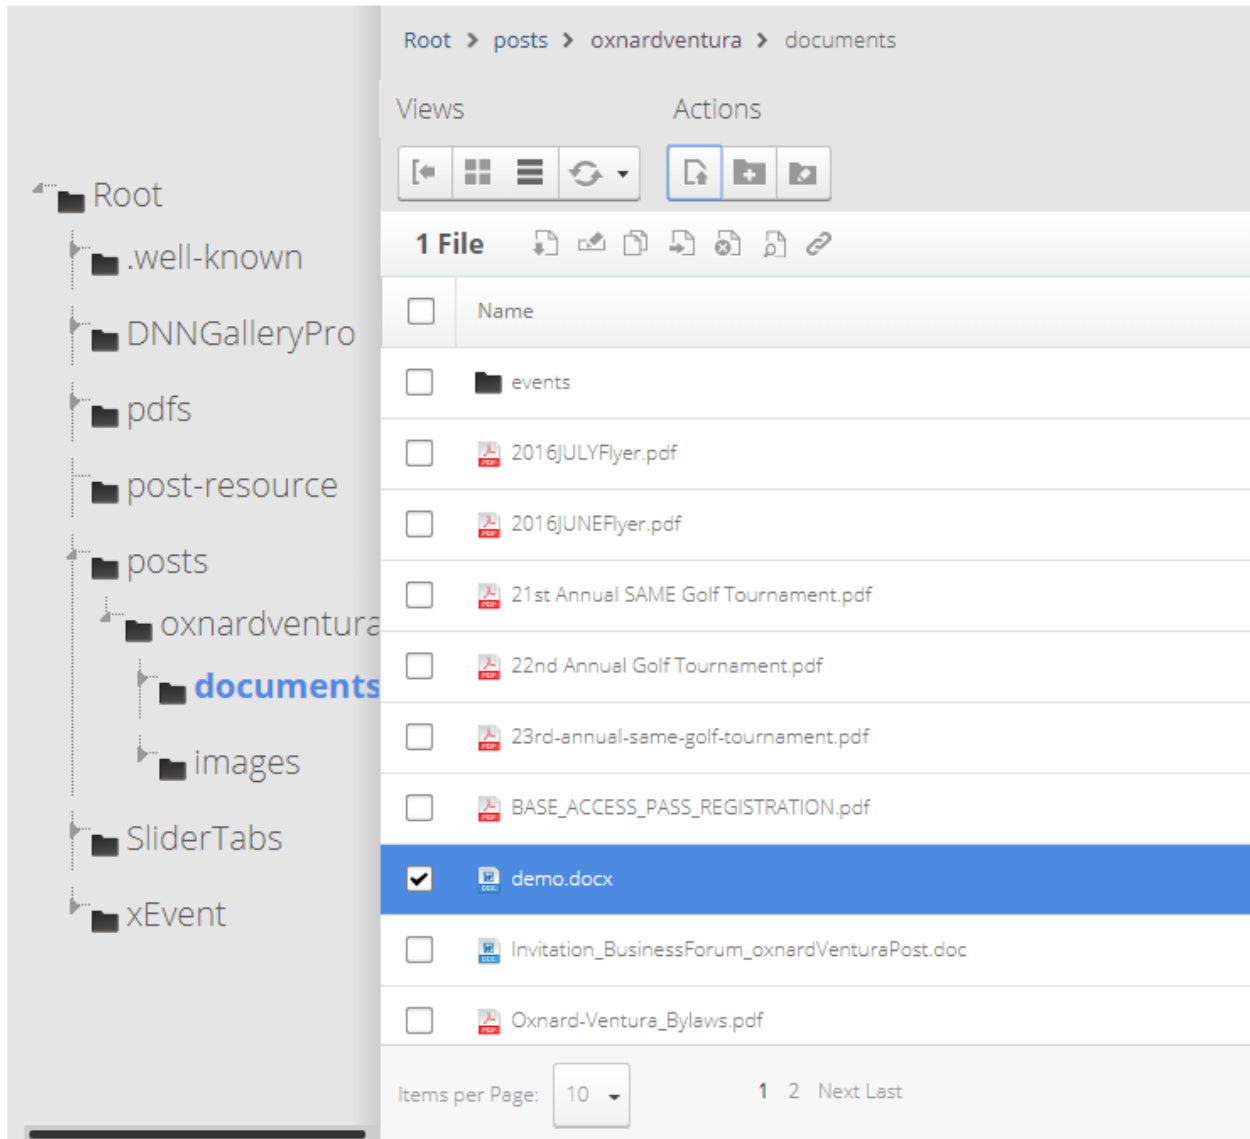 Root > posts > oxnardventura > documents
Views
Actions
Root
.well-known
DNNGalleryPro
pdfs
post-resource
posts
oxnardventura
documents
images
SliderTabs
xEvent
1 File
Name
events
2016JULYFlyer.pdf
2016JUNEFlyer.pdf
21st Annual SAME Golf Tournament.pdf
22nd Annual Golf Tournament.pdf
23rd-annual-same-golf-tournament.pdf
BASE_ACCESS_PASS_REGISTRATION.pdf
demo.docx
Invitation_BusinessForum_oxnardVenturaPost.doc
Oxnard-Ventura_Bylaws.pdf
Items per Page: 10 1 2 Next Last